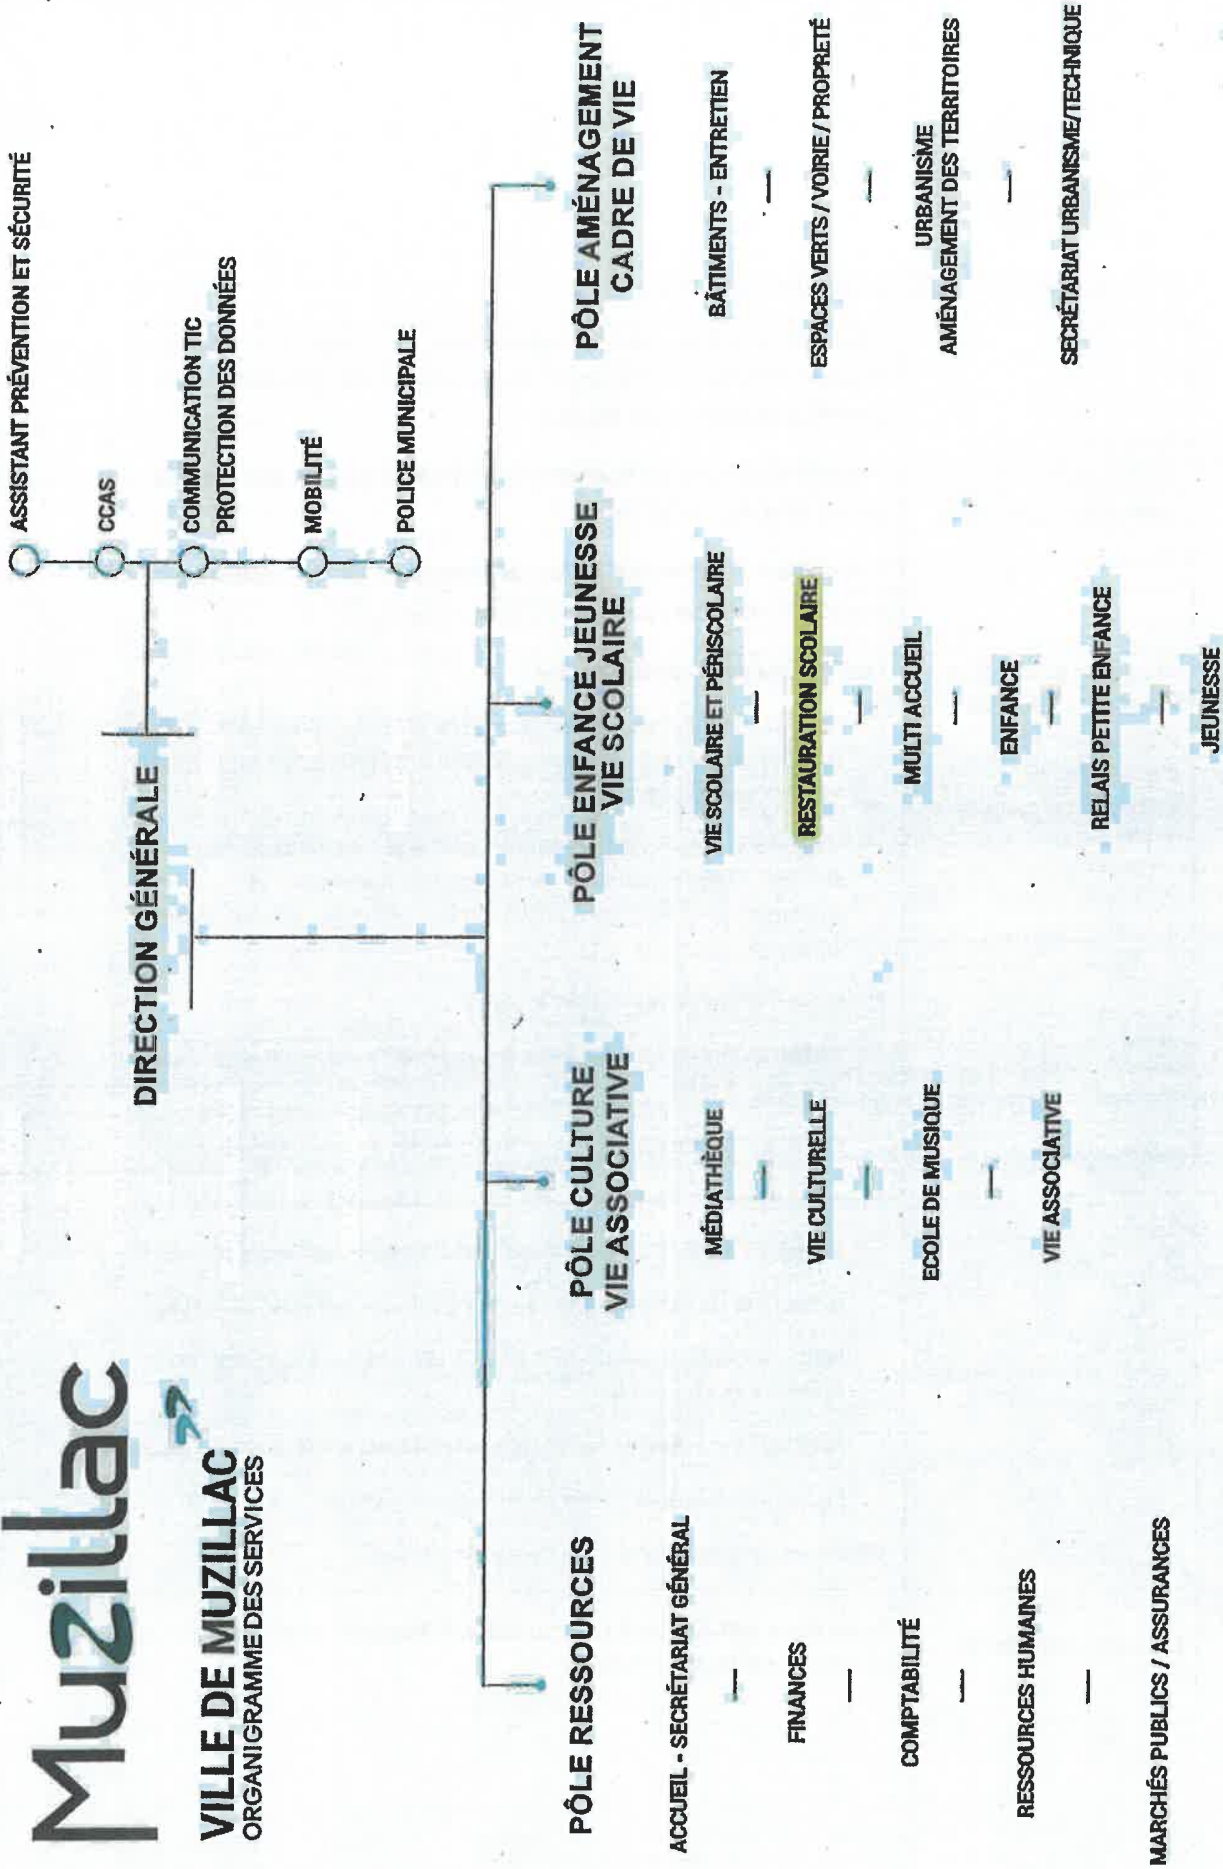 Muzillac
VILLE DE MUZILLAC
ORGANIGRAMME DES SERVICES
DIRECTION GÉNÉRALE
ASSISTANT PRÉVENTION ET SÉCURITÉ
CCAS
COMMUNICATION TIC
PROTECTION DES DONNÉES
MOBILITÉ
POLICE MUNICIPALE
PÔLE RESSOURCES
ACCUEIL - SECRÉTARIAT GÉNÉRAL
FINANCES
COMPTABILITÉ
RESSOURCES HUMAINES
MARCHÉS PUBLICS / ASSURANCES
PÔLE CULTURE
VIE ASSOCIATIVE
MÉDIATHÈQUE
VIE CULTURELLE
ECOLE DE MUSIQUE
VIE ASSOCIATIVE
PÔLE ENFANCE JEUNESSE
VIE SCOLAIRE
VIE SCOLAIRE ET PÉRISCOLAIRE
RESTAURATION SCOLAIRE
MULTI ACCUEIL
ENFANCE
RELAIS PETITE ENFANCE
JEUNESSE
PÔLE AMÉNAGEMENT
CADRE DE VIE
BÂTIMENTS - ENTRETIEN
ESPACES VERTS / VOIRIE / PROPRETÉ
URBANISME
AMÉNAGEMENT DES TERRITOIRES
SECRÉTARIAT URBANISME/TECHNIQUE